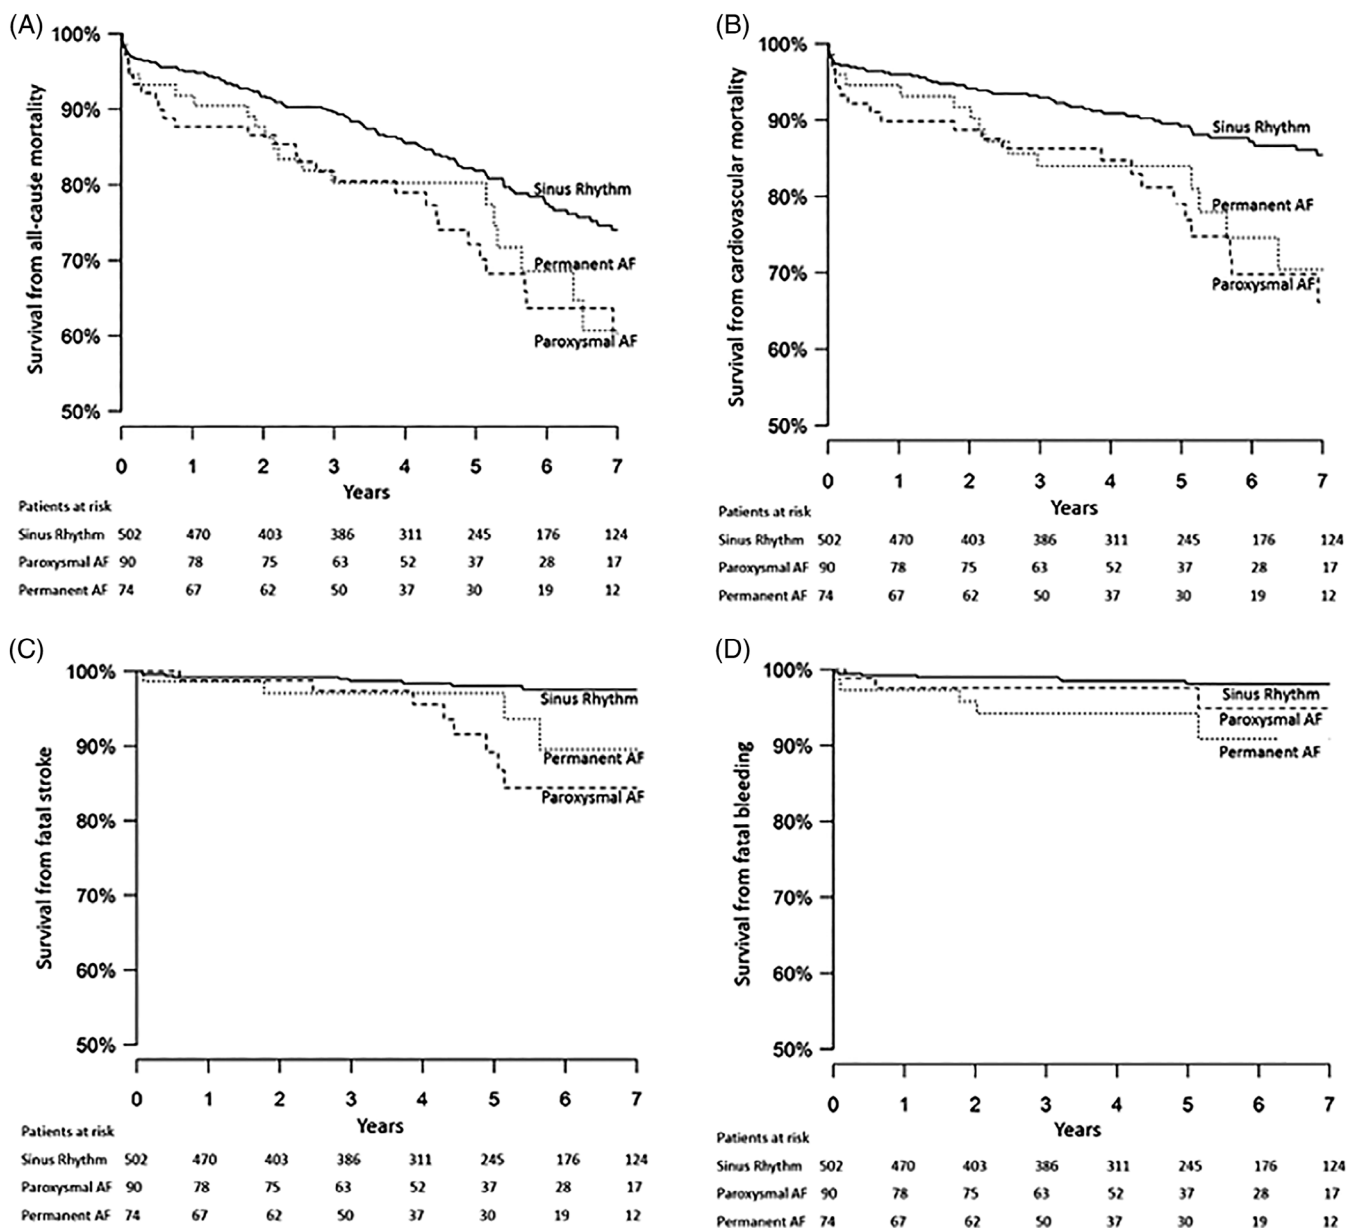 (A)
Survival from all-cause mortality
100%
90%
80%
70%
60%
50%
Sinus Rhythm
Permanent AF
Paroxysmal AF
0 1 2 3 4 5 6 7
Years
Patients at risk
Sinus Rhythm 502 470 403 386 311 245 176 124
Paroxysmal AF 90 78 75 63 52 37 28 17
Permanent AF 74 67 62 50 37 30 19 12
(B)
Survival from cardiovascular mortality
100%
90%
80%
70%
60%
50%
Sinus Rhythm
Permanent AF
Paroxysmal AF
0 1 2 3 4 5 6 7
Years
Patients at risk
Sinus Rhythm 502 470 403 386 311 245 176 124
Paroxysmal AF 90 78 75 63 52 37 28 17
Permanent AF 74 67 62 50 37 30 19 12
(C)
Survival from fatal stroke
100%
90%
80%
70%
60%
50%
Sinus Rhythm
Permanent AF
Paroxysmal AF
0 1 2 3 4 5 6 7
Years
Patients at risk
Sinus Rhythm 502 470 403 386 311 245 176 124
Paroxysmal AF 90 78 75 63 52 37 28 17
Permanent AF 74 67 62 50 37 30 19 12
(D)
Survival from fatal bleeding
100%
90%
80%
70%
60%
50%
Sinus Rhythm
Paroxysmal AF
Permanent AF
0 1 2 3 4 5 6 7
Years
Patients at risk
Sinus Rhythm 502 470 403 386 311 245 176 124
Paroxysmal AF 90 78 75 63 52 37 28 17
Permanent AF 74 67 62 50 37 30 19 12